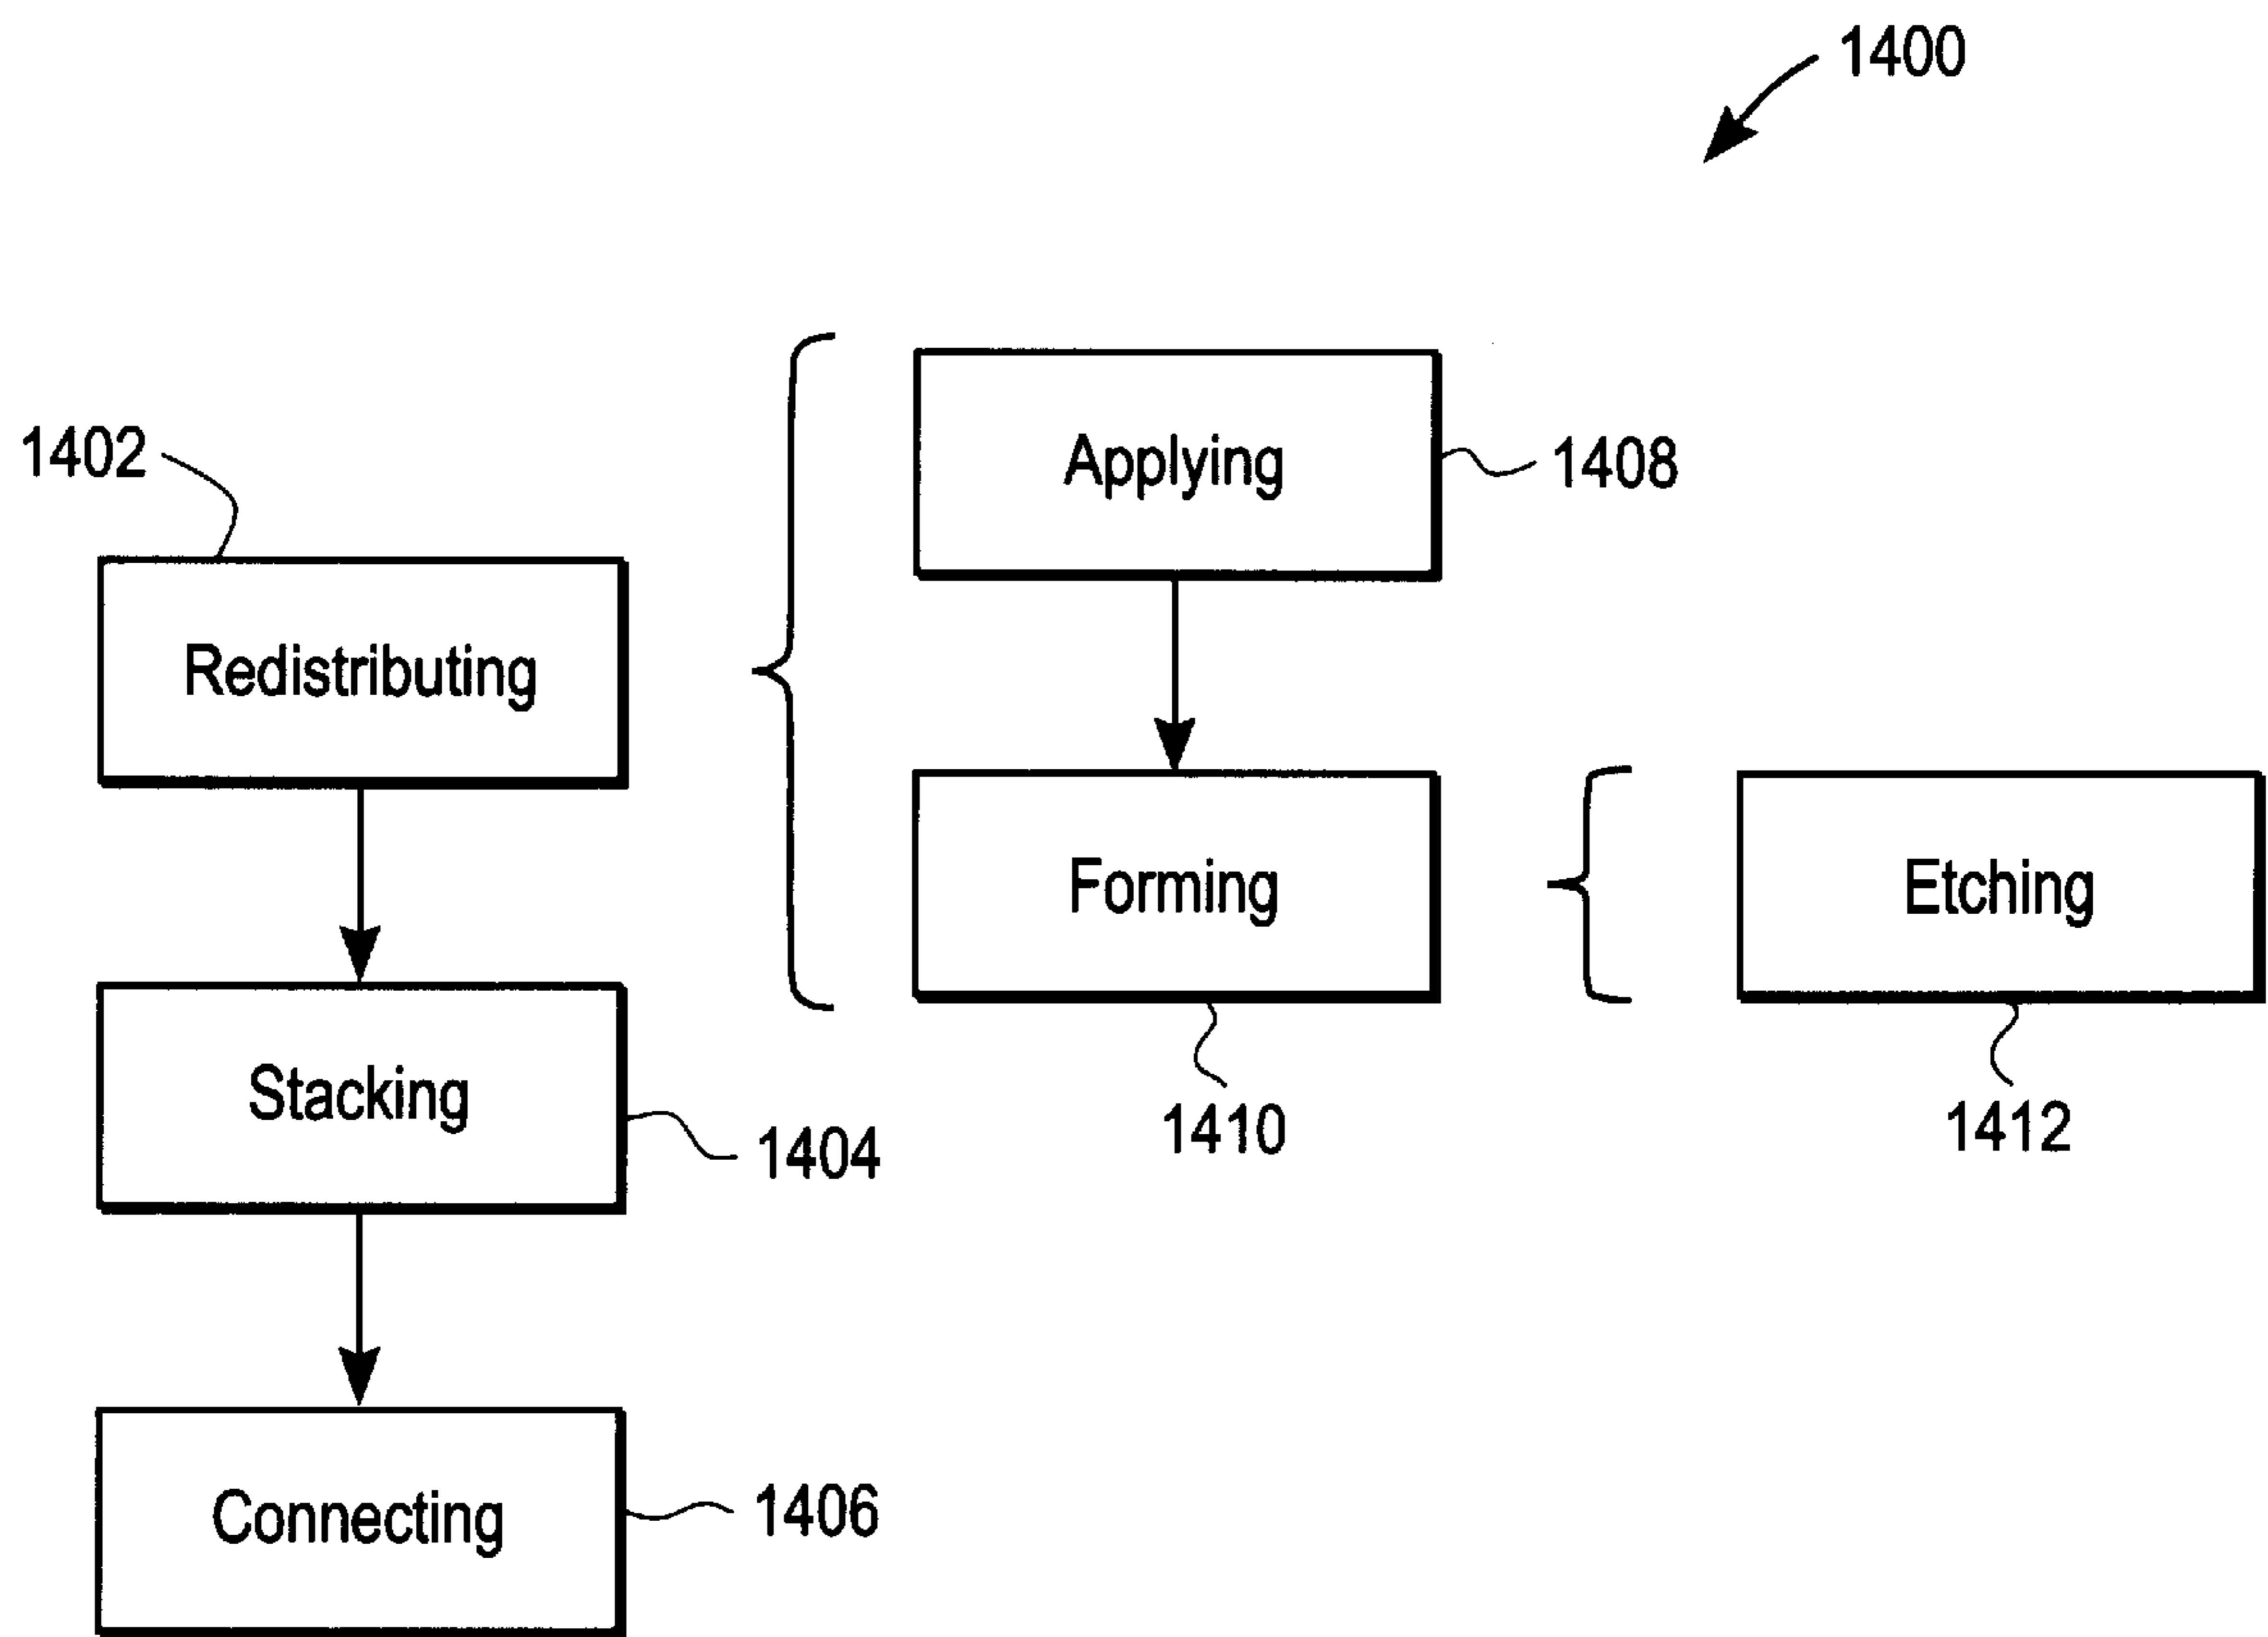 1400
1402
Applying
1408
Redistributing
Forming
Etching
Stacking
1404
1410
1412
Connecting
1406